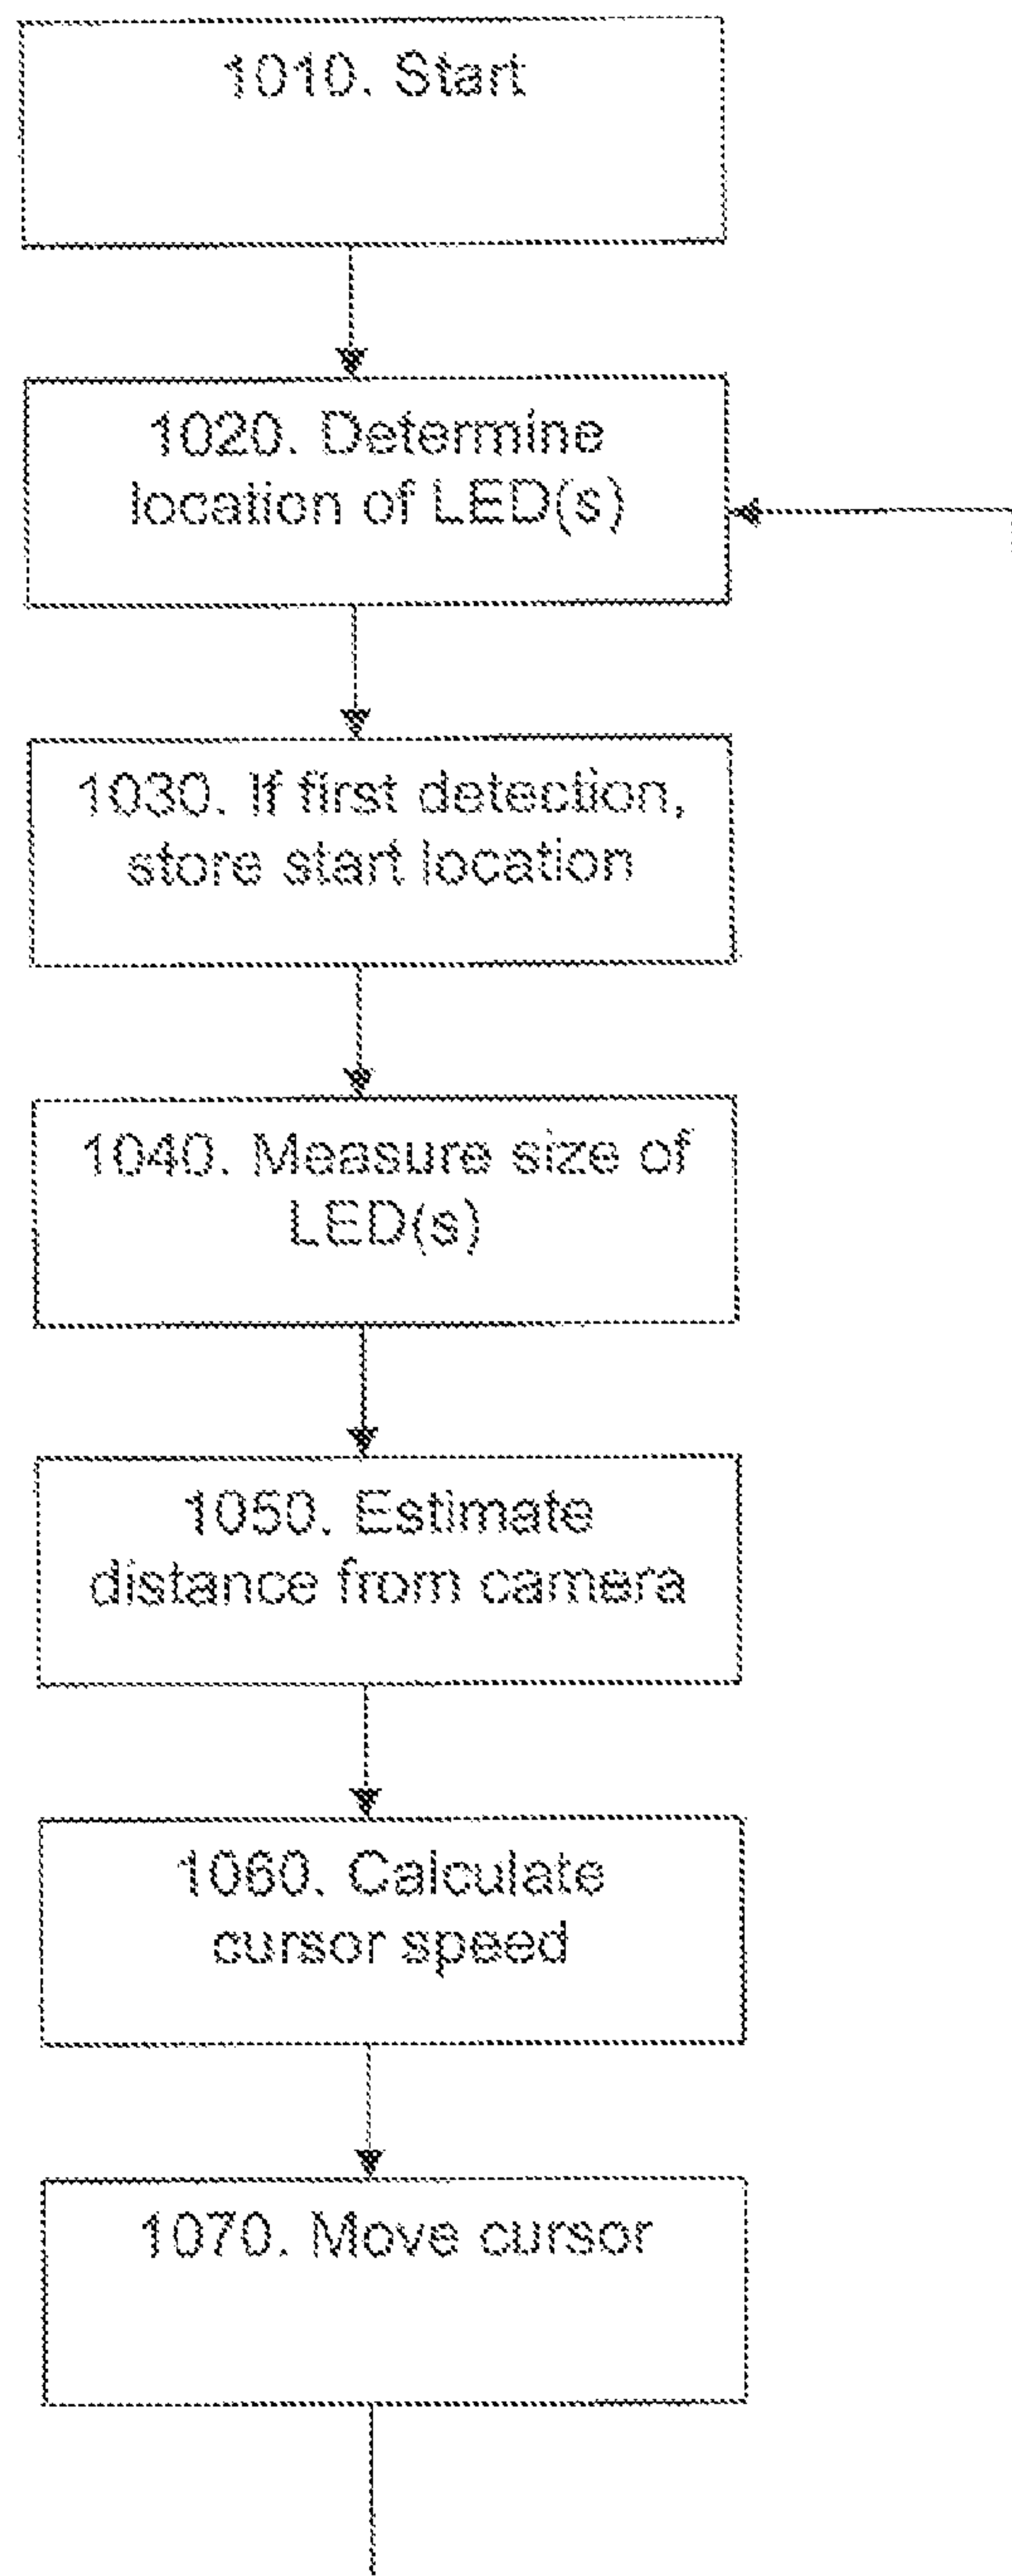 1010. Start
1020. Determine
location of LED(s)
1030. If first detection,
store start location
1040. Measure size of
LED(s)
1050. Estimate
distance from camera
1060. Calculate
cursor speed
1070. Move cursor